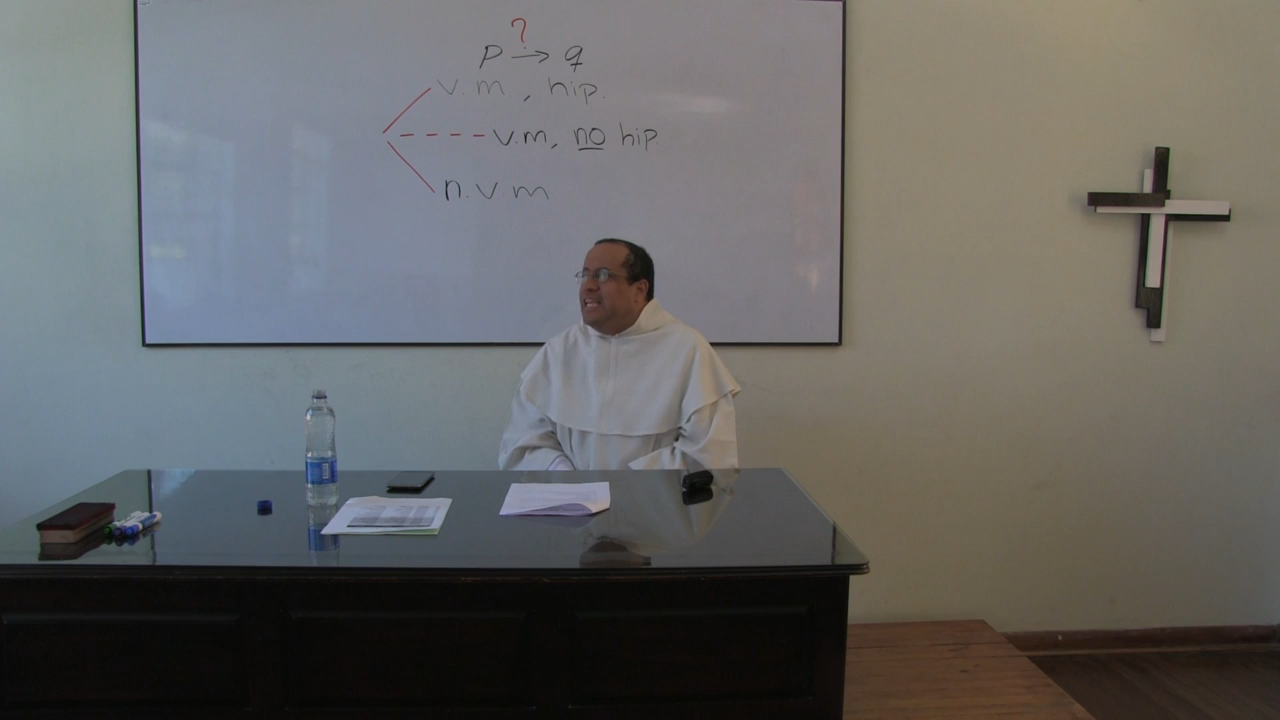 ?
p → q
v.m, hip.
v.m, no hip
n.v.m